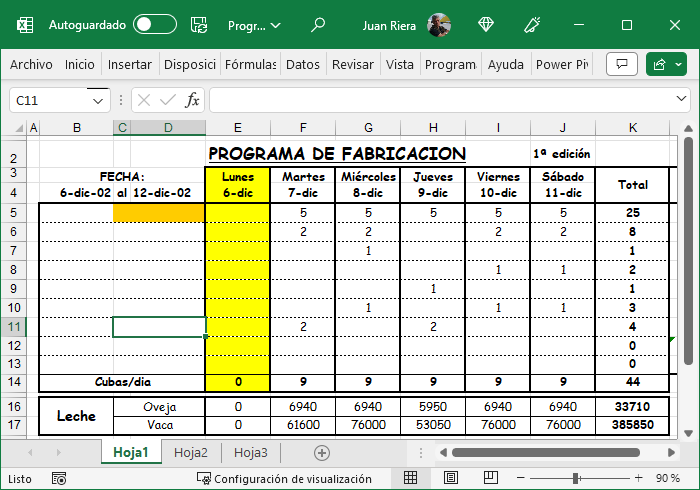 Autoguardado Progr... Juan Riera
Archivo Inicio Insertar Disposici Fórmulas Datos Revisar Vista Program Ayuda Power Piv
C11 fx
A B C D E F G H I J K
2 PROGRAMA DE FABRICACION 1ª edición
3 FECHA: Lunes Martes Miércoles Jueves Viernes Sábado Total
4 6-dic-02 al 12-dic-02 6-dic 7-dic 8-dic 9-dic 10-dic 11-dic
5 5 5 5 5 5 25
6 2 2 2 2 8
7 1 1
8 1 1 2
9 1 1
10 1 1 1 3
11 2 2 4
12 0
13 0
14 Cubas/dia 0 9 9 9 9 9 44
16 Leche Oveja 0 6940 6940 5950 6940 6940 33710
17 Vaca 0 61600 76000 53050 76000 76000 385850
Hoja1 Hoja2 Hoja3
Listo Configuración de visualización 90 %